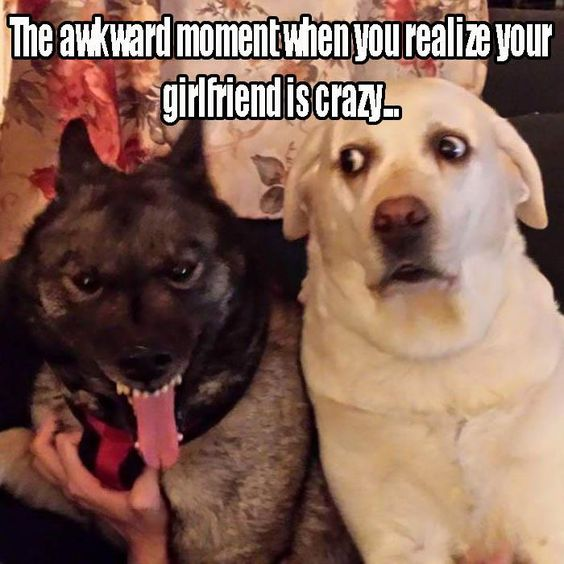 The awkward moment when you realize your
girlfriend is crazy...